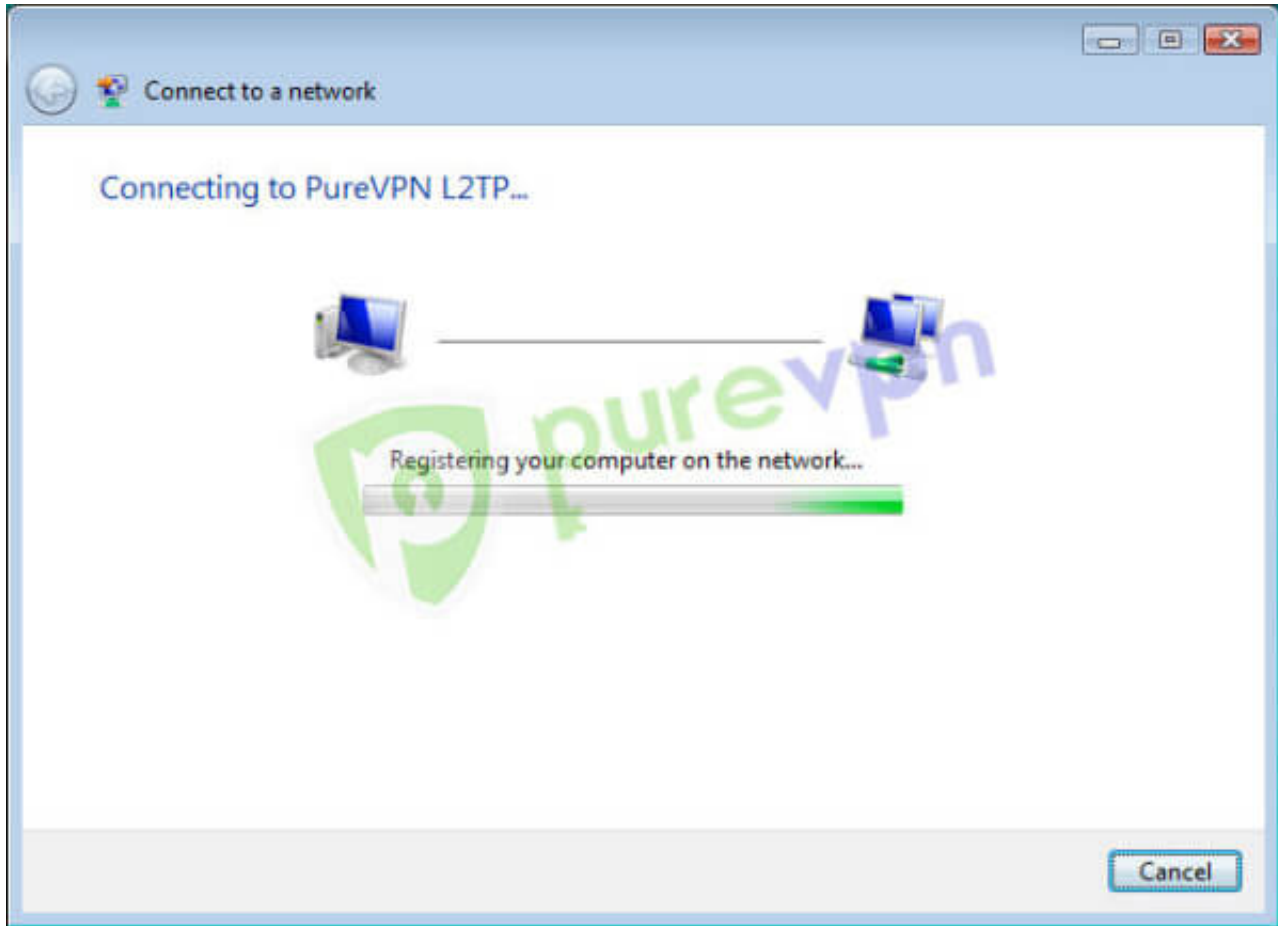 Connect to a network
Connecting to PureVPN L2TP...
purevpn
Registering your computer on the network...
Cancel